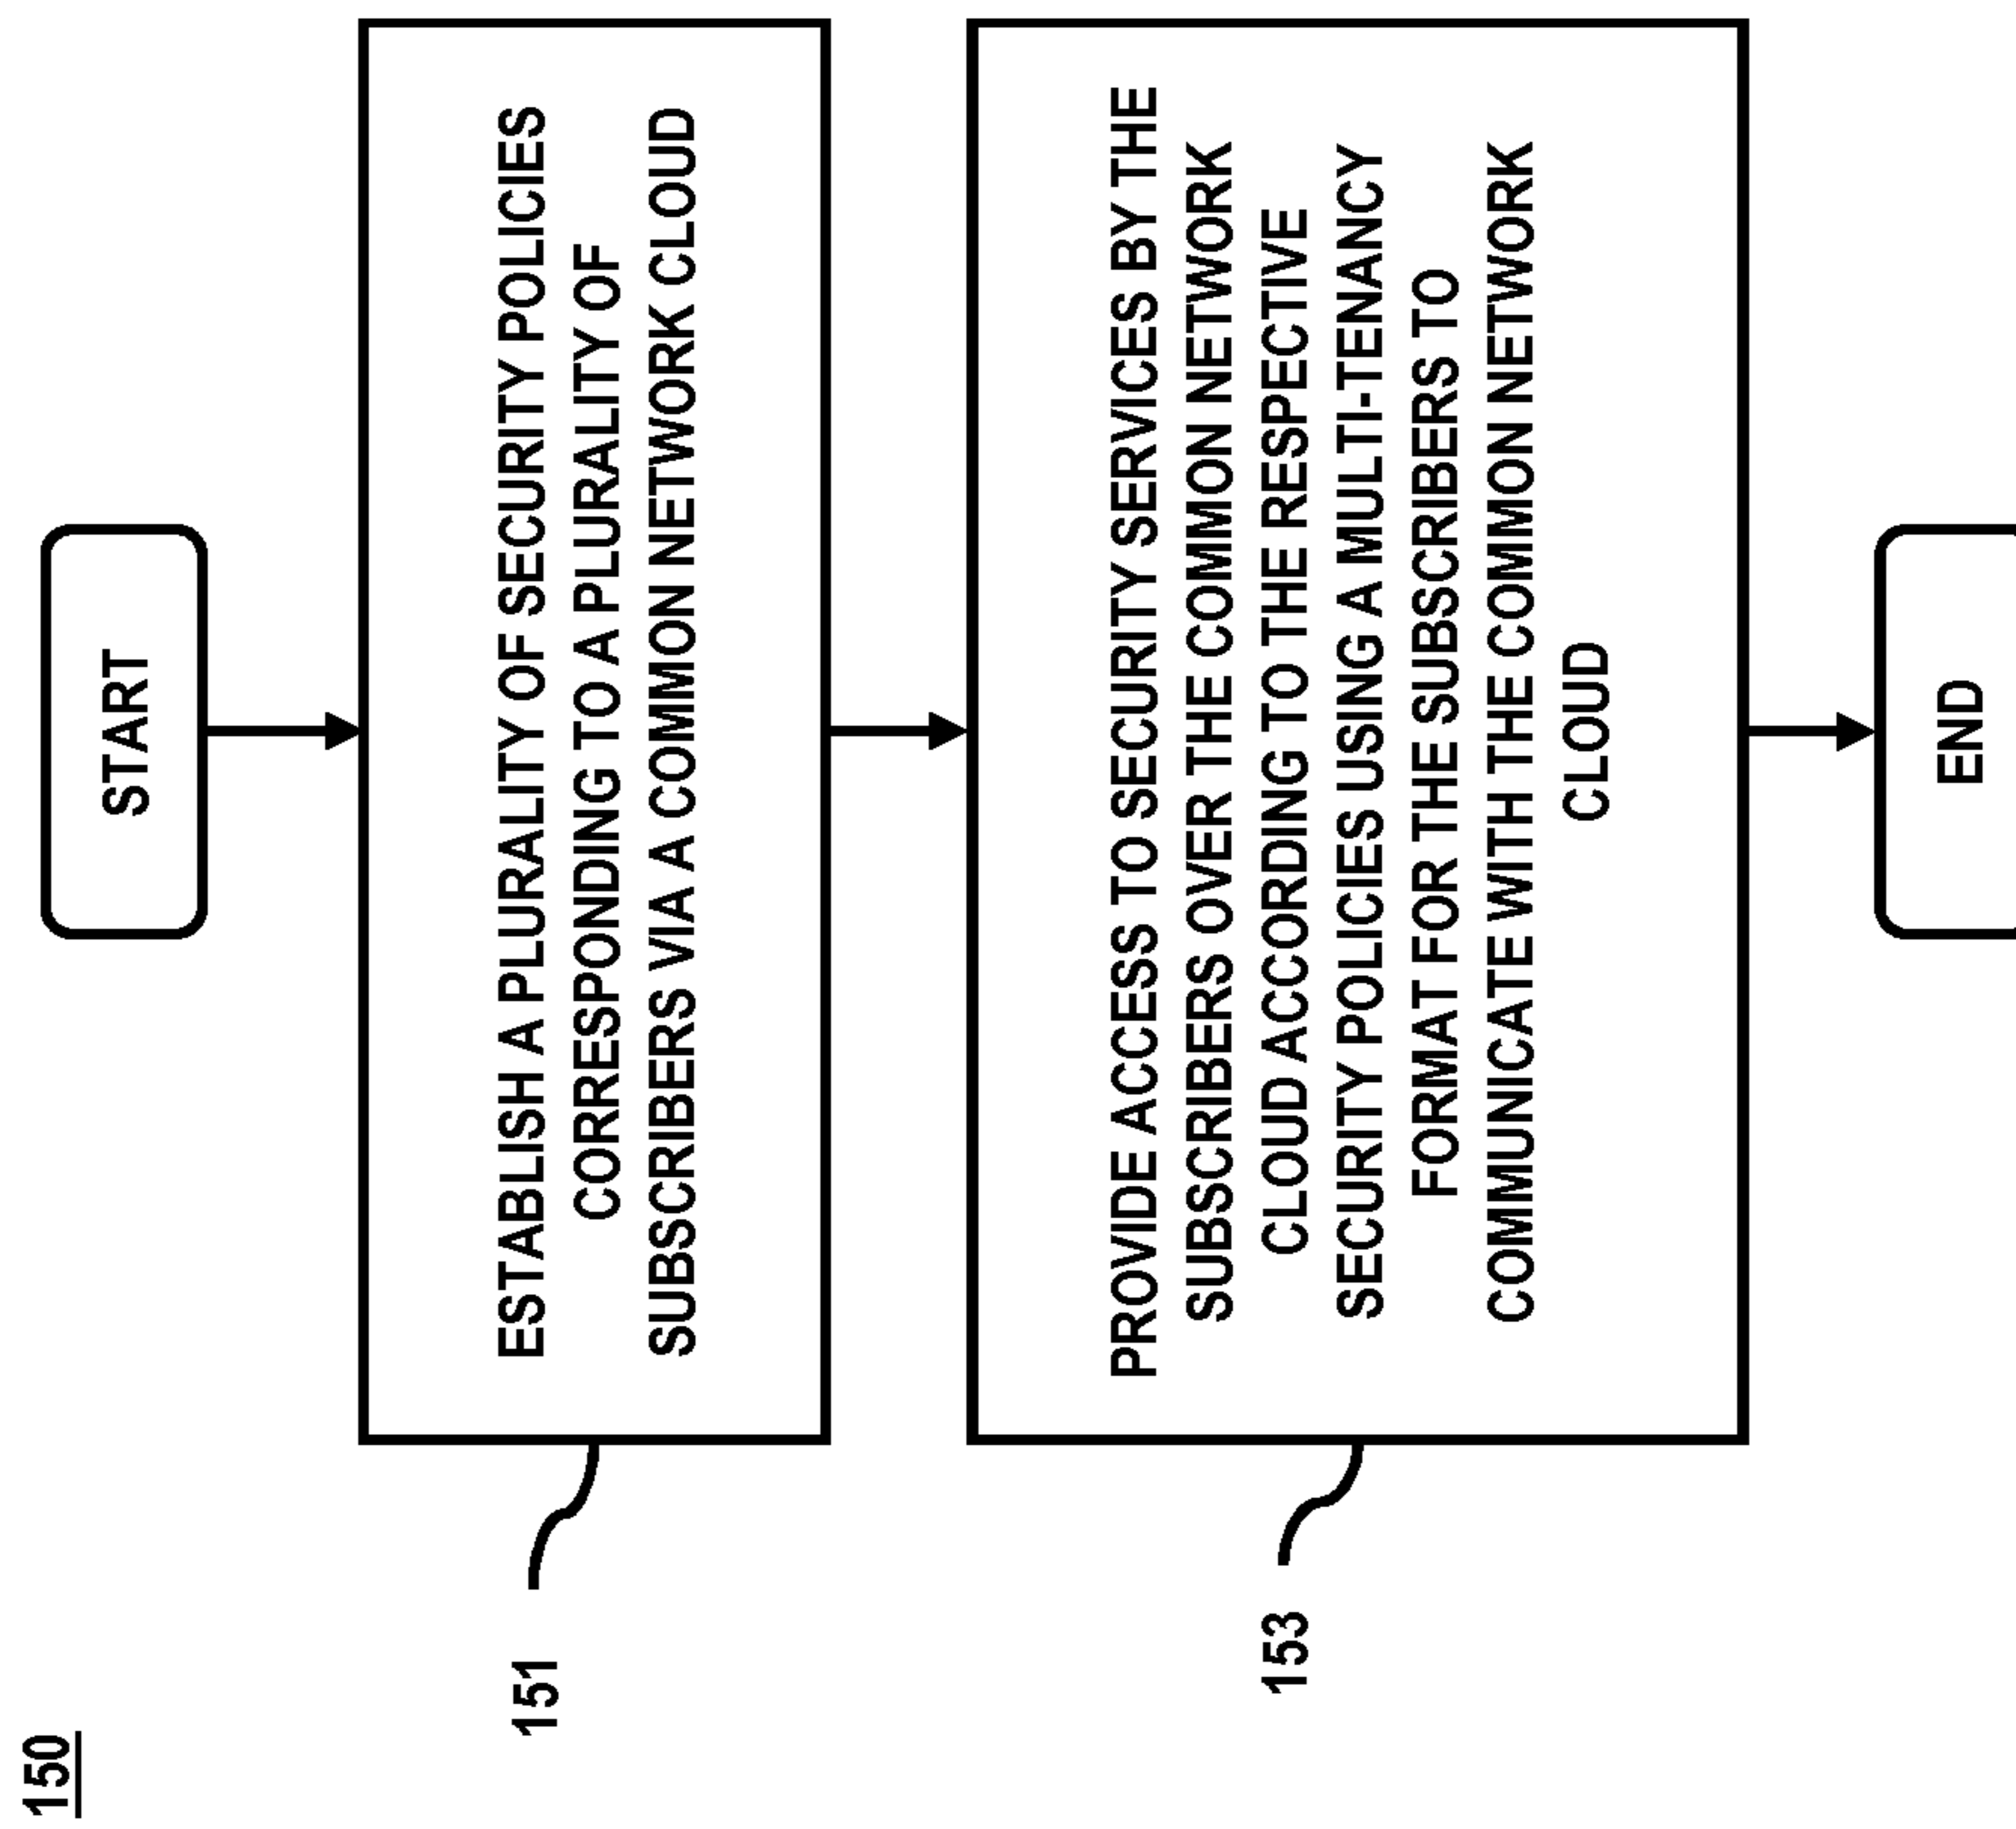 150
START
151
ESTABLISH A PLURALITY OF SECURITY POLICIES
CORRESPONDING TO A PLURALITY OF
SUBSCRIBERS VIA A COMMON NETWORK CLOUD
153
PROVIDE ACCESS TO SECURITY SERVICES BY THE
SUBSCRIBERS OVER THE COMMON NETWORK
CLOUD ACCORDING TO THE RESPECTIVE
SECURITY POLICIES USING A MULTI-TENANCY
FORMAT FOR THE SUBSCRIBERS TO
COMMUNICATE WITH THE COMMON NETWORK
CLOUD
END